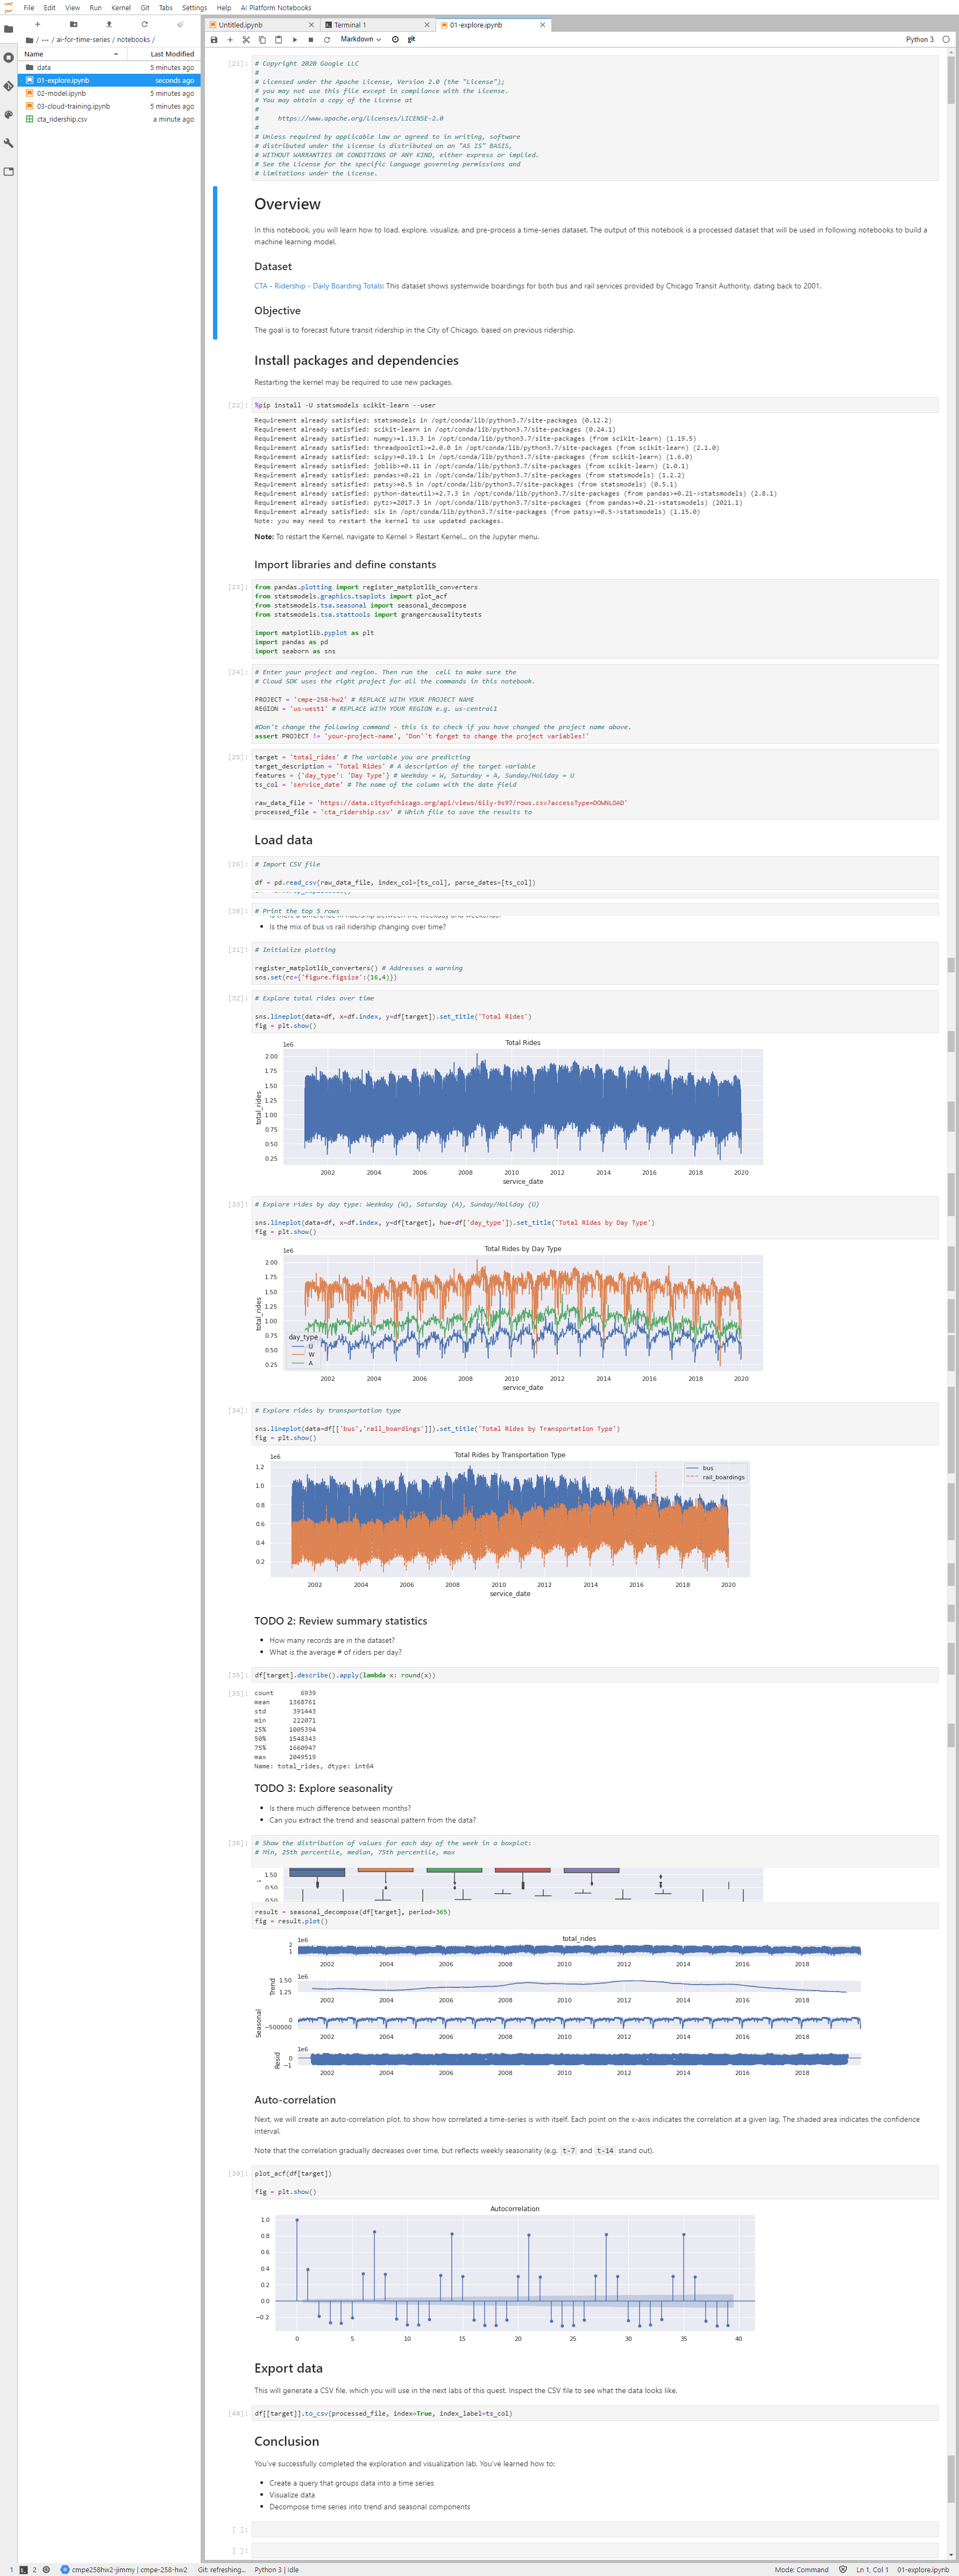 File Edit View Run Kernel Git Tabs Settings Help AI Platform Notebooks
Untitled.ipynb
Terminal 1
01-explore.ipynb
Markdown
git
Python 3
/ ··· / ai-for-time-series / notebooks /
Name Last Modified
data 5 minutes ago
01-explore.ipynb seconds ago
02-model.ipynb 5 minutes ago
03-cloud-training.ipynb 5 minutes ago
cta_ridership.csv a minute ago
[21]:
# Copyright 2020 Google LLC
#
# Licensed under the Apache License, Version 2.0 (the "License");
# you may not use this file except in compliance with the License.
# You may obtain a copy of the License at
#
# https://www.apache.org/licenses/LICENSE-2.0
#
# Unless required by applicable law or agreed to in writing, software
# distributed under the License is distributed on an "AS IS" BASIS,
# WITHOUT WARRANTIES OR CONDITIONS OF ANY KIND, either express or implied.
# See the License for the specific language governing permissions and
# limitations under the License.
Overview
In this notebook, you will learn how to load, explore, visualize, and pre-process a time-series dataset. The output of this notebook is a processed dataset that will be used in following notebooks to build a
machine learning model.
Dataset
CTA - Ridership - Daily Boarding Totals: This dataset shows systemwide boardings for both bus and rail services provided by Chicago Transit Authority, dating back to 2001.
Objective
The goal is to forecast future transit ridership in the City of Chicago, based on previous ridership.
Install packages and dependencies
Restarting the kernel may be required to use new packages.
[22]:
%pip install -U statsmodels scikit-learn --user
Requirement already satisfied: statsmodels in /opt/conda/lib/python3.7/site-packages (0.12.2)
Requirement already satisfied: scikit-learn in /opt/conda/lib/python3.7/site-packages (0.24.1)
Requirement already satisfied: numpy>=1.13.3 in /opt/conda/lib/python3.7/site-packages (from scikit-learn) (1.19.5)
Requirement already satisfied: threadpoolctl>=2.0.0 in /opt/conda/lib/python3.7/site-packages (from scikit-learn) (2.1.0)
Requirement already satisfied: scipy>=0.19.1 in /opt/conda/lib/python3.7/site-packages (from scikit-learn) (1.6.0)
Requirement already satisfied: joblib>=0.11 in /opt/conda/lib/python3.7/site-packages (from scikit-learn) (1.0.1)
Requirement already satisfied: pandas>=0.21 in /opt/conda/lib/python3.7/site-packages (from statsmodels) (1.2.2)
Requirement already satisfied: patsy>=0.5 in /opt/conda/lib/python3.7/site-packages (from statsmodels) (0.5.1)
Requirement already satisfied: python-dateutil>=2.7.3 in /opt/conda/lib/python3.7/site-packages (from pandas>=0.21->statsmodels) (2.8.1)
Requirement already satisfied: pytz>=2017.3 in /opt/conda/lib/python3.7/site-packages (from pandas>=0.21->statsmodels) (2021.1)
Requirement already satisfied: six in /opt/conda/lib/python3.7/site-packages (from patsy>=0.5->statsmodels) (1.15.0)
Note: you may need to restart the kernel to use updated packages.
Note: To restart the Kernel, navigate to Kernel > Restart Kernel... on the Jupyter menu.
Import libraries and define constants
[23]:
from pandas.plotting import register_matplotlib_converters
from statsmodels.graphics.tsaplots import plot_acf
from statsmodels.tsa.seasonal import seasonal_decompose
from statsmodels.tsa.stattools import grangercausalitytests
import matplotlib.pyplot as plt
import pandas as pd
import seaborn as sns
[24]:
# Enter your project and region. Then run the cell to make sure the
# Cloud SDK uses the right project for all the commands in this notebook.
PROJECT = 'cmpe-258-hw2' # REPLACE WITH YOUR PROJECT NAME
REGION = 'us-west1' # REPLACE WITH YOUR REGION e.g. us-central1
#Don't change the following command - this is to check if you have changed the project name above.
assert PROJECT != 'your-project-name', 'Don''t forget to change the project variables!'
[25]:
target = 'total_rides' # The variable you are predicting
target_description = 'Total Rides' # A description of the target variable
features = {'day_type': 'Day Type'} # Weekday = W, Saturday = A, Sunday/Holiday = U
ts_col = 'service_date' # The name of the column with the date field
raw_data_file = 'https://data.cityofchicago.org/api/views/6iiy-9s97/rows.csv?accessType=DOWNLOAD'
processed_file = 'cta_ridership.csv' # Which file to save the results to
Load data
[26]:
# Import CSV file
df = pd.read_csv(raw_data_file, index_col=[ts_col], parse_dates=[ts_col])
[30]:
# Print the top 5 rows
Is the mix of bus vs rail ridership changing over time?
[31]:
# Initialize plotting
register_matplotlib_converters() # Addresses a warning
sns.set(rc={'figure.figsize':(16,4)})
[32]:
# Explore total rides over time
sns.lineplot(data=df, x=df.index, y=df[target]).set_title('Total Rides')
fig = plt.show()
Total Rides
1e6
2.00
1.75
1.50
1.25
1.00
0.75
0.50
0.25
total_rides
2002 2004 2006 2008 2010 2012 2014 2016 2018 2020
service_date
[33]:
# Explore rides by day type: Weekday (W), Saturday (A), Sunday/Holiday (U)
sns.lineplot(data=df, x=df.index, y=df[target], hue=df['day_type']).set_title('Total Rides by Day Type')
fig = plt.show()
Total Rides by Day Type
1e6
2.00
1.75
1.50
1.25
1.00
0.75
0.50
0.25
total_rides
day_type
U
W
A
2002 2004 2006 2008 2010 2012 2014 2016 2018 2020
service_date
[34]:
# Explore rides by transportation type
sns.lineplot(data=df[['bus','rail_boardings']]).set_title('Total Rides by Transportation Type')
fig = plt.show()
Total Rides by Transportation Type
1e6
bus
rail_boardings
1.2
1.0
0.8
0.6
0.4
0.2
2002 2004 2006 2008 2010 2012 2014 2016 2018 2020
service_date
TODO 2: Review summary statistics
How many records are in the dataset?
What is the average # of riders per day?
[35]:
df[target].describe().apply(lambda x: round(x))
[35]:
count 6939
mean 1368761
std 391443
min 222071
25% 1005394
50% 1548343
75% 1660947
max 2049519
Name: total_rides, dtype: int64
TODO 3: Explore seasonality
Is there much difference between months?
Can you extract the trend and seasonal pattern from the data?
[36]:
# Show the distribution of values for each day of the week in a boxplot:
# Min, 25th percentile, median, 75th percentile, max
1.50
0.50
result = seasonal_decompose(df[target], period=365)
fig = result.plot()
total_rides
1e6
2
1
2002 2004 2006 2008 2010 2012 2014 2016 2018
1e6
Trend
1.50
1.25
2002 2004 2006 2008 2010 2012 2014 2016 2018
Seasonal
0
−500000
2002 2004 2006 2008 2010 2012 2014 2016 2018
1e6
Resid
0
−1
2002 2004 2006 2008 2010 2012 2014 2016 2018
Auto-correlation
Next, we will create an auto-correlation plot, to show how correlated a time-series is with itself. Each point on the x-axis indicates the correlation at a given lag. The shaded area indicates the confidence
interval.
Note that the correlation gradually decreases over time, but reflects weekly seasonality (e.g. t-7 and t-14 stand out).
[39]:
plot_acf(df[target])
fig = plt.show()
Autocorrelation
1.0
0.8
0.6
0.4
0.2
0.0
−0.2
0 5 10 15 20 25 30 35 40
Export data
This will generate a CSV file, which you will use in the next labs of this quest. Inspect the CSV file to see what the data looks like.
[40]:
df[[target]].to_csv(processed_file, index=True, index_label=ts_col)
Conclusion
You've successfully completed the exploration and visualization lab. You've learned how to:
Create a query that groups data into a time series
Visualize data
Decompose time series into trend and seasonal components
[ ]:
[ ]:
1 2 cmpe258hw2-jimmy | cmpe-258-hw2 Git: refreshing... Python 3 | Idle Mode: Command Ln 1, Col 1 01-explore.ipynb